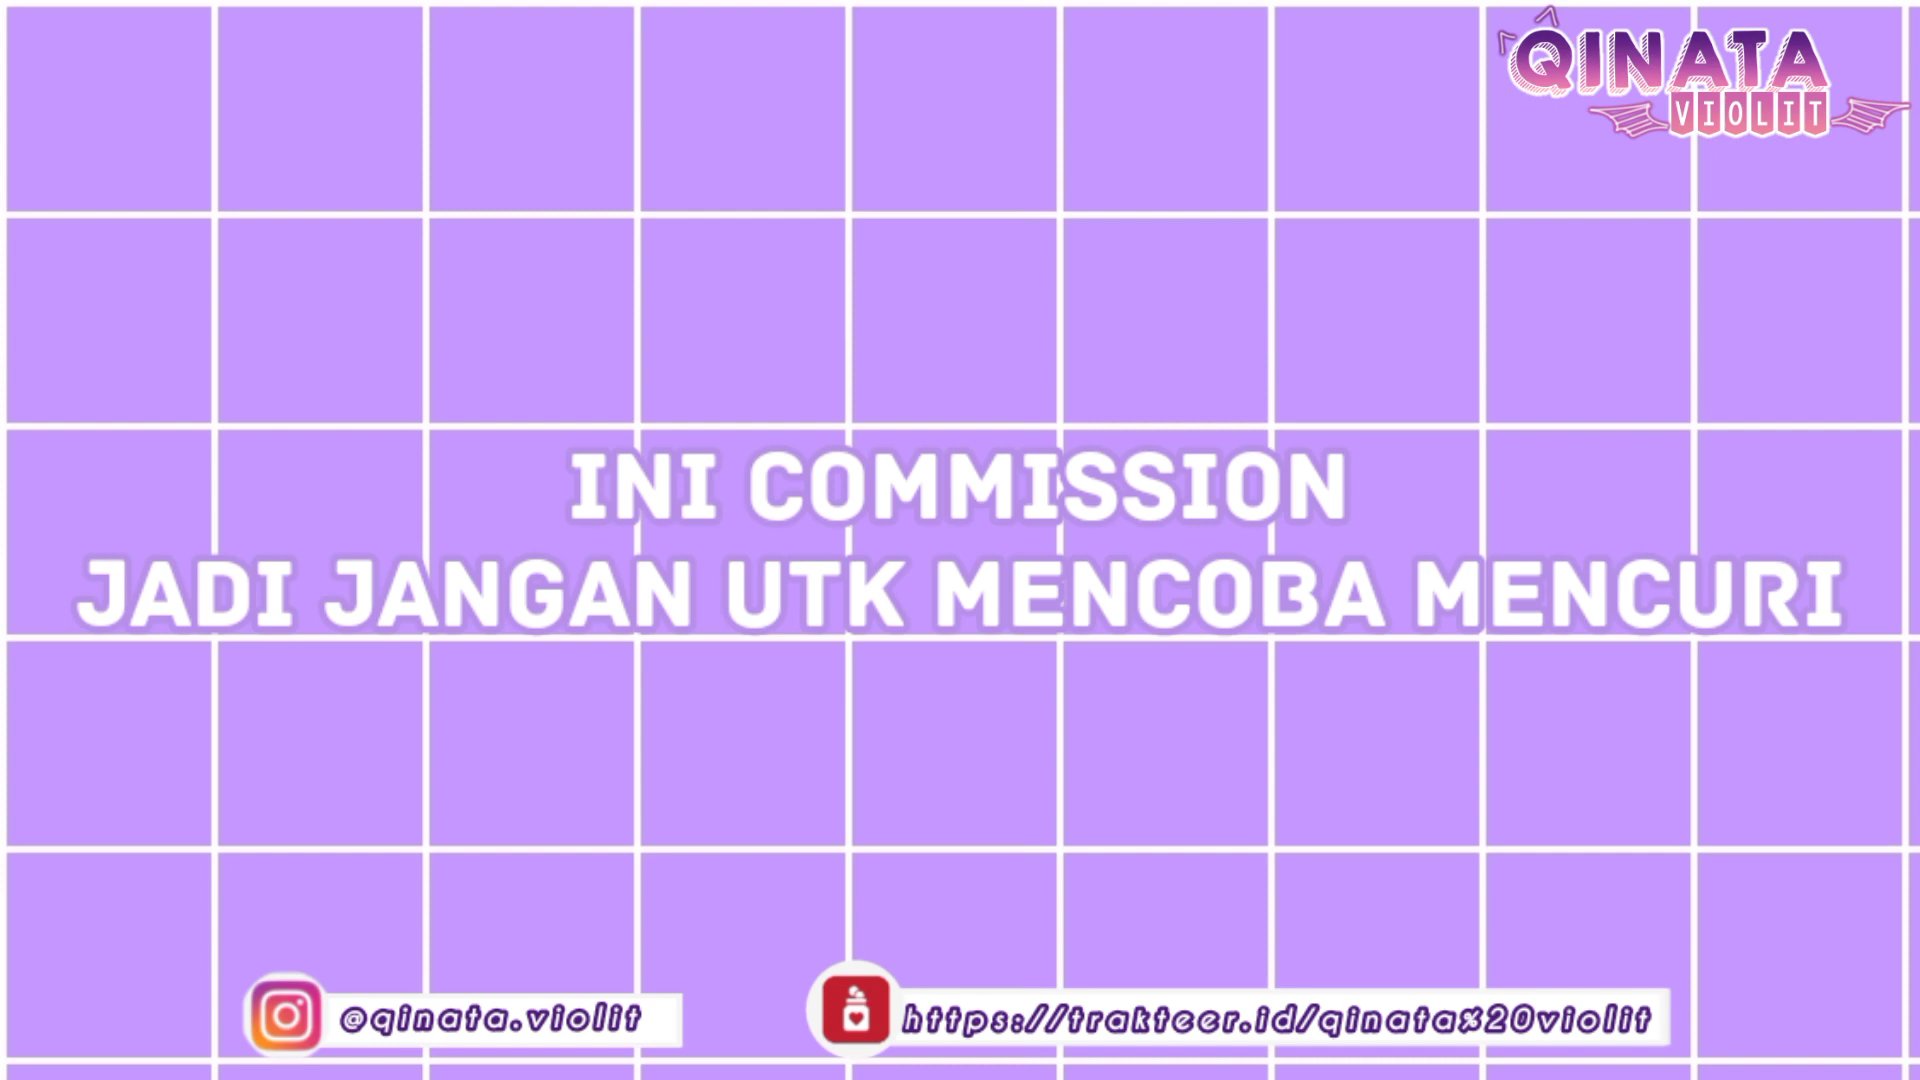 QINATA
VIOLIT
INI COMMISSION
JADI JANGAN UTK MENCOBA MENCURI
@qinata.violit
https://trakteer.id/qinata%20violit